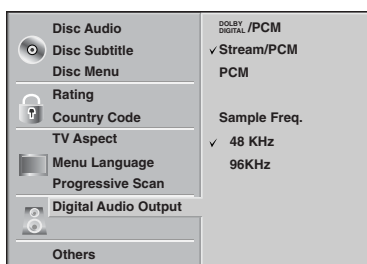 Disc Audio
Disc Subtitle
Disc Menu
Rating
Country Code
TV Aspect
Menu Language
Progressive Scan
Digital Audio Output
Others
DOLBY DIGITAL /PCM
Stream/PCM
PCM
Sample Freq.
48 KHz
96KHz